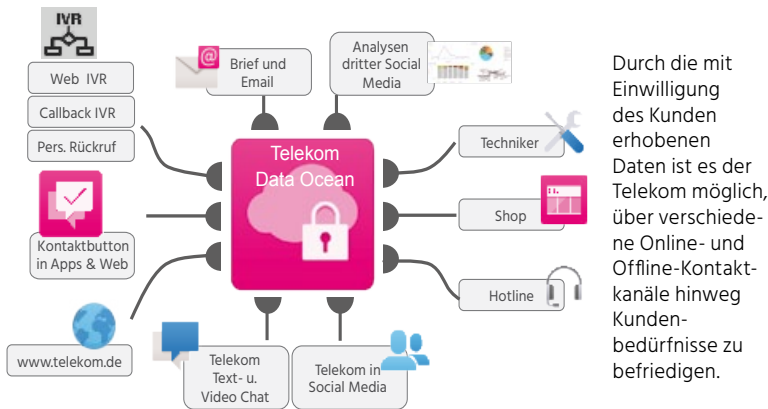 IVR
Web IVR
Callback IVR
Pers. Rückruf
Kontaktbutton
in Apps & Web
www.telekom.de
@
Brief und
Email
Analysen
dritter Social
Media
Telekom
Data Ocean
Techniker
Shop
Hotline
Telekom
Text- u.
Video Chat
Telekom in
Social Media
Durch die mit
Einwilligung
des Kunden
erhobenen
Daten ist es der
Telekom möglich,
über verschiede-
ne Online- und
Offline-Kontakt-
kanäle hinweg
Kunden-
bedürfnisse zu
befriedigen.